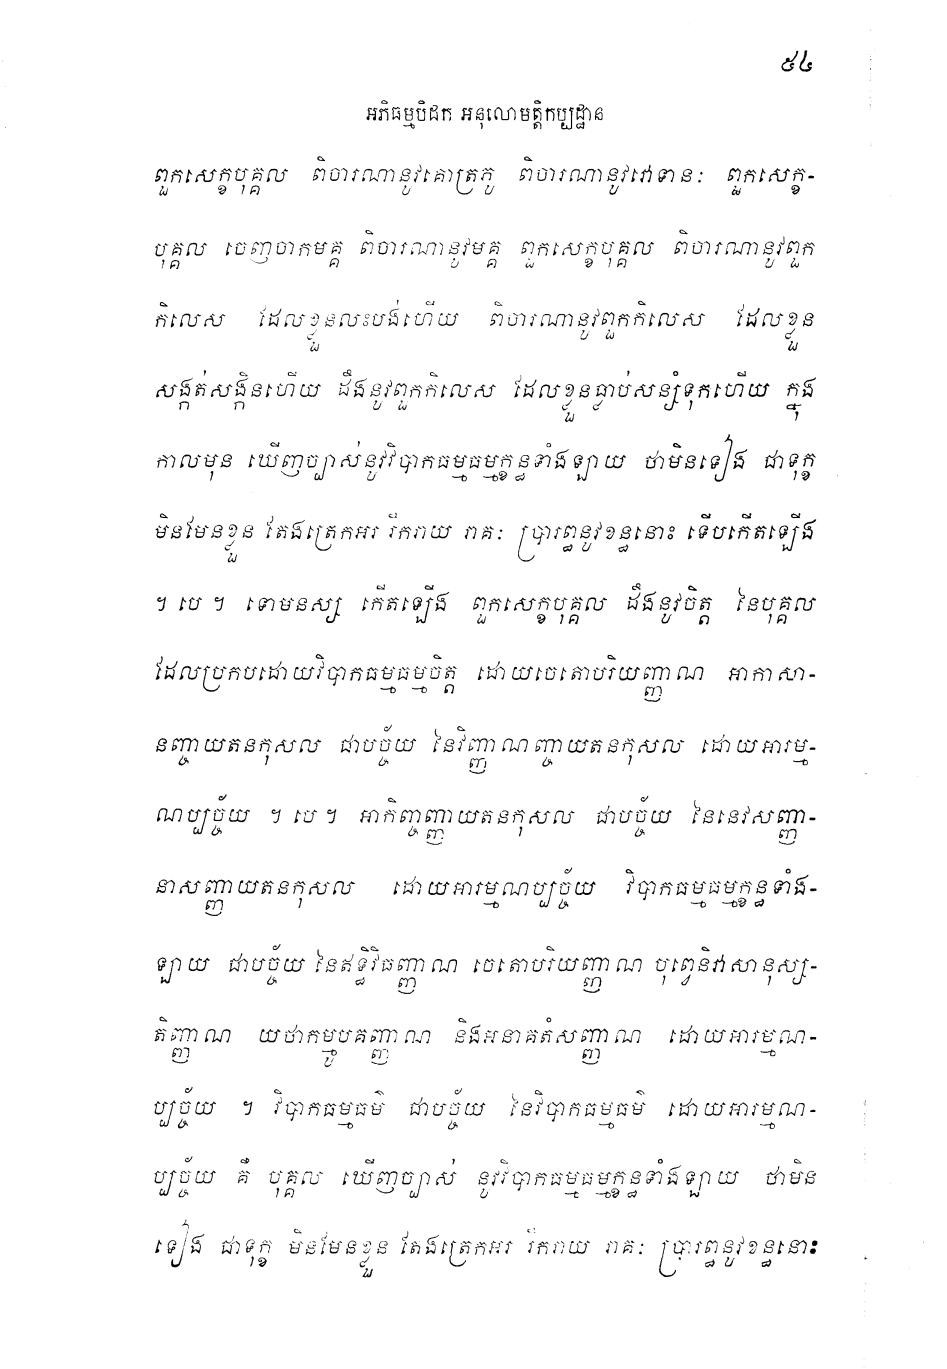 ៥៤
អភិធម្មបិដក អនុលោមត្តិកប្បដ្ឋាន
ពួកសេក្ខបុគ្គល ពិចារណានូវគោត្រភូ ពិចារណានូវវោទានៈ ពួកសេក្ខ-
បុគ្គល ចេញចាកមគ្គ ពិចារណានូវមគ្គ ពួកសេក្ខបុគ្គល ពិចារណានូវពួក
កិលេស ដែលខ្លួនលះបង់ហើយ ពិចារណានូវពួកកិលេស ដែលខ្លួន
សង្កត់សង្កិនហើយ ដឹងនូវពួកកិលេស ដែលខ្លួនធ្លាប់សន្សំទុកហើយ ក្នុង
កាលមុន ឃើញច្បាស់នូវវិបាកធម្មធម្មក្ខន្ធទាំងឡាយ ថាមិនទៀង ជាទុក្ខ
មិនមែនខ្លួន តែងត្រេកអរ រីករាយ រាគៈ ប្រារព្ធនូវខន្ធនោះ ទើបកើតឡើង
។ បេ ។ ទោមនស្ស កើតឡើង ពួកសេក្ខបុគ្គល ដឹងនូវចិត្ត នៃបុគ្គល
ដែលប្រកបដោយវិបាកធម្មធម្មចិត្ត ដោយចេតោបរិយញ្ញាណ អាកាសា-
នញ្ចាយតនកុសល ជាបច្ច័យ នៃវិញ្ញាណញ្ចាយតនកុសល ដោយអារម្ម-
ណប្បច្ច័យ ។ បេ ។ អាកិញ្ចញ្ញាយតនកុសល ជាបច្ច័យ នៃនេវសញ្ញា-
នាសញ្ញាយតនកុសល ដោយអារម្មណប្បច្ច័យ វិបាកធម្មធម្មក្ខន្ធទាំង-
ឡាយ ជាបច្ច័យ នៃឥទ្ធិវិធញ្ញាណ ចេតោបរិយញ្ញាណ បុព្វេនិវាសានុស្ស-
តិញ្ញាណ យថាកម្មូបគញ្ញាណ និងអនាគតំសញ្ញាណ ដោយអារម្មណ-
ប្បច្ច័យ ។ វិបាកធម្មធម៌ ជាបច្ច័យ នៃវិបាកធម្មធម៌ ដោយអារម្មណ-
ប្បច្ច័យ គឺ បុគ្គល ឃើញច្បាស់ នូវវិបាកធម្មធម្មក្ខន្ធទាំងឡាយ ថាមិន
ទៀង ជាទុក្ខ មិនមែនខ្លួន តែងត្រេកអរ រីករាយ រាគៈ ប្រារព្ធនូវខន្ធនោះ